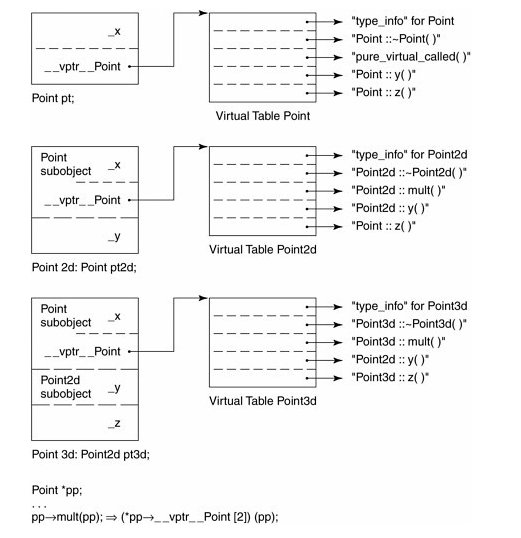 _x
__vptr__Point
Point pt;
"type_info" for Point
"Point ::~Point( )"
"pure_virtual_called( )"
"Point :: y( )"
"Point :: z( )"
Virtual Table Point
Point
subobject
_x
__vptr__Point
_y
Point 2d: Point pt2d;
"type_info" for Point2d
"Point2d ::~Point2d( )"
"Point2d :: mult( )"
"Point2d :: y( )"
"Point :: z( )"
Virtual Table Point2d
Point
subobject
_x
__vptr__Point
Point2d
subobject
_y
_z
Point 3d: Point2d pt3d;
"type_info" for Point3d
"Point3d ::~Point3d( )"
"Point3d :: mult( )"
"Point2d :: y( )"
"Point3d :: z( )"
Virtual Table Point3d
Point *pp;
. . .
pp→mult(pp); ⇒ (*pp→__vptr__Point [2]) (pp);